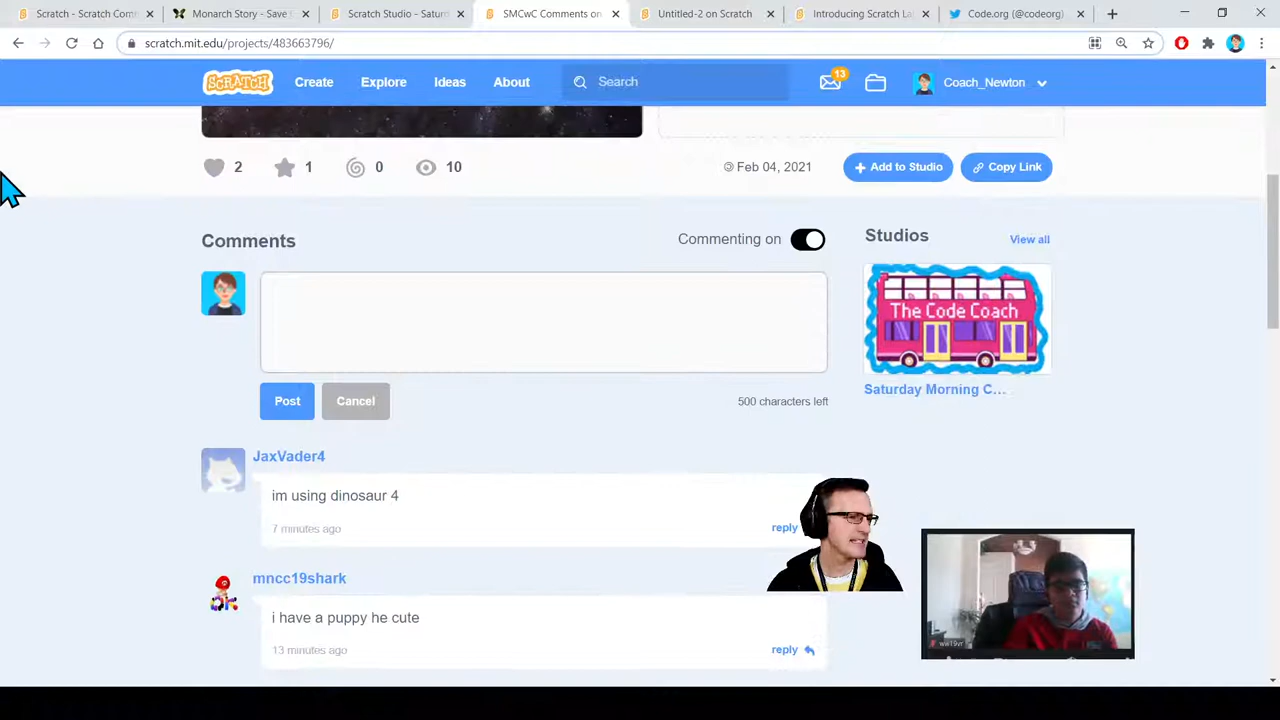 Scratch - Scratch Com
Monarch Story - Save
Scratch Studio - Saturd
SMCwC Comments on
Untitled-2 on Scratch
Introducing Scratch La
Code.org (@codeorg)
scratch.mit.edu/projects/483663796/
SCRATCH
Create
Explore
Ideas
About
Search
13
Coach_Newton
2
1
0
10
© Feb 04, 2021
+ Add to Studio
Copy Link
Comments
Commenting on
Studios
View all
The Code Coach
Saturday Morning C...
Post
Cancel
500 characters left
JaxVader4
im using dinosaur 4
7 minutes ago
reply
mncc19shark
i have a puppy he cute
13 minutes ago
reply